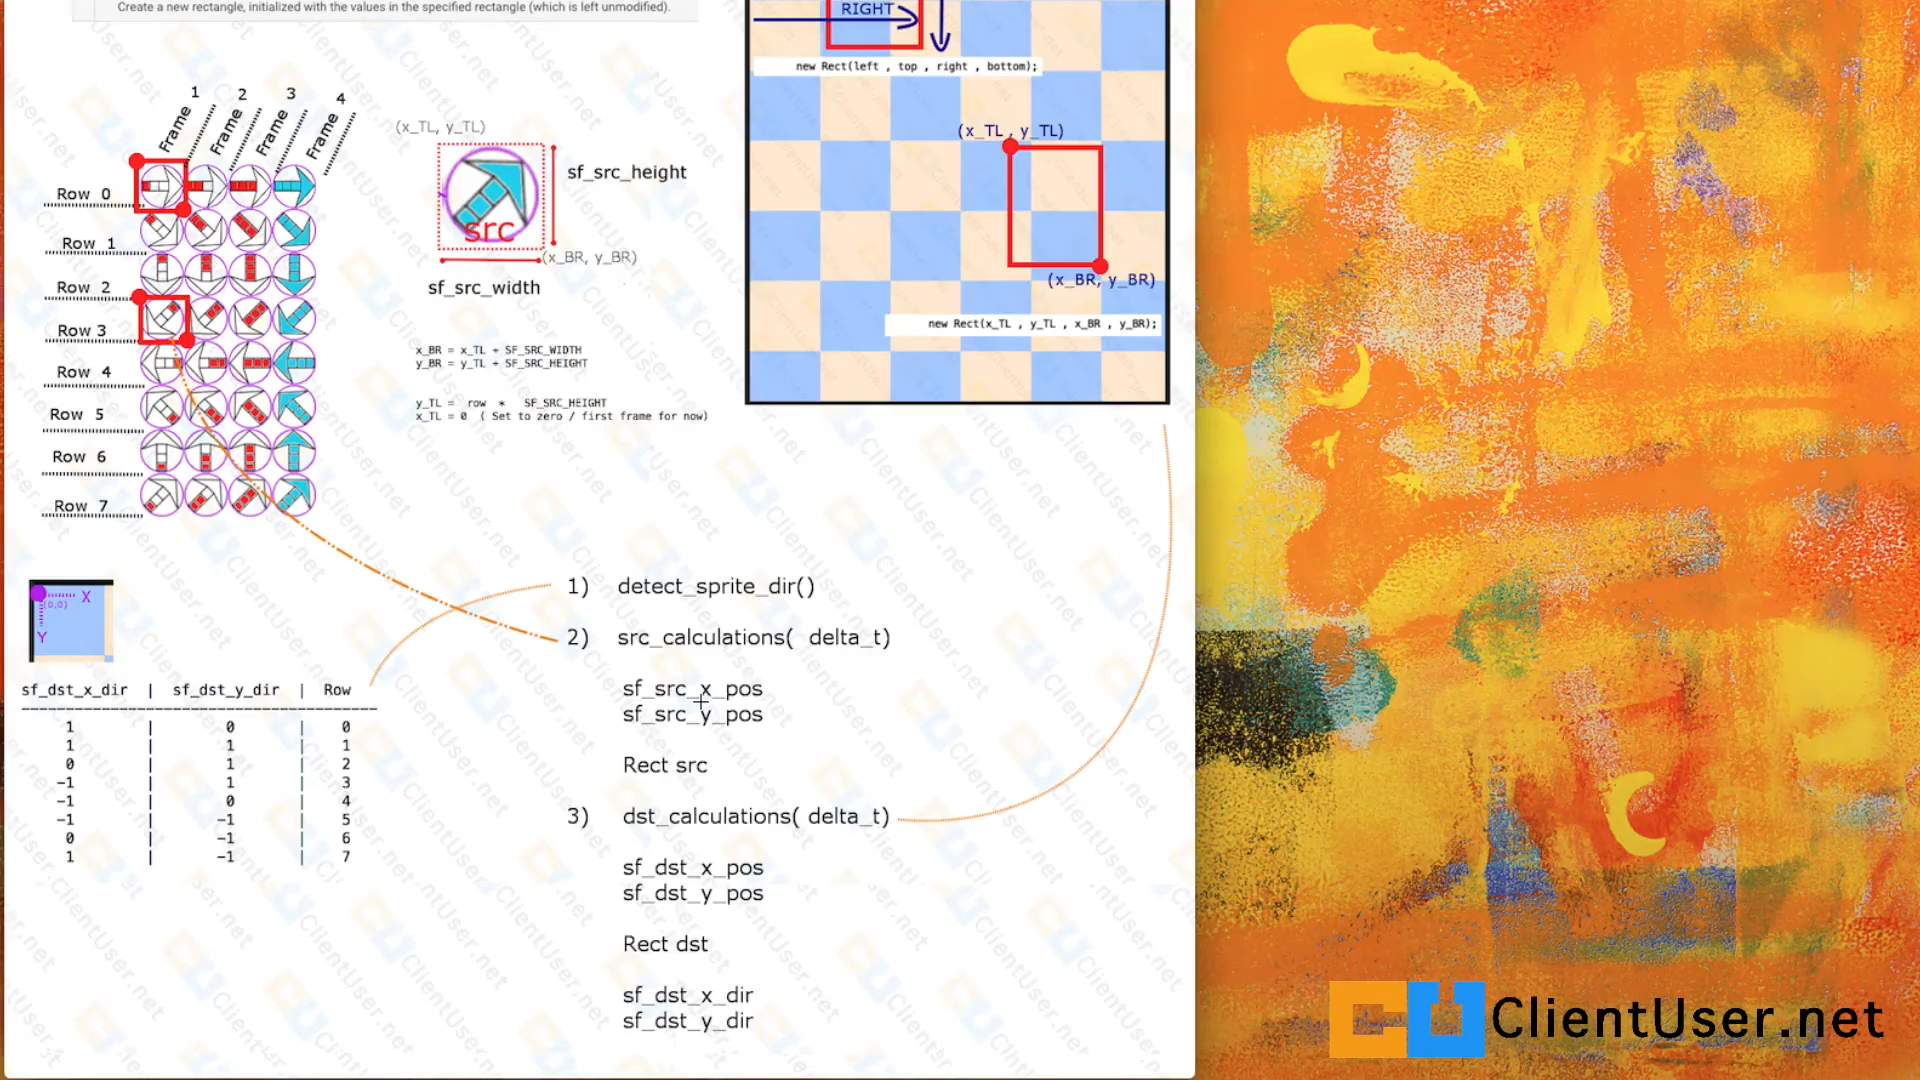 Create a new rectangle, initialized with the values in the specified rectangle (which is left unmodified).
RIGHT
new Rect(left , top , right , bottom);
1 2 3 4
Frame Frame Frame Frame
Row 0
Row 1
Row 2
Row 3
Row 4
Row 5
Row 6
Row 7
(x_TL, y_TL)
sf_src_height
src
(x_BR, y_BR)
sf_src_width
x_BR = x_TL + SF_SRC_WIDTH
y_BR = y_TL + SF_SRC_HEIGHT
y_TL = row * SF_SRC_HEIGHT
x_TL = 0 ( Set to zero / first frame for now)
(x_TL , y_TL)
(x_BR, y_BR)
new Rect(x_TL , y_TL , x_BR , y_BR);
(0,0) X
Y
sf_dst_x_dir | sf_dst_y_dir | Row
1 | 0 | 0
1 | 1 | 1
0 | 1 | 2
-1 | 1 | 3
-1 | 0 | 4
-1 | -1 | 5
0 | -1 | 6
1 | -1 | 7
1) detect_sprite_dir()
2) src_calculations( delta_t)
sf_src_x_pos
sf_src_y_pos
Rect src
3) dst_calculations( delta_t)
sf_dst_x_pos
sf_dst_y_pos
Rect dst
sf_dst_x_dir
sf_dst_y_dir
ClientUser.net